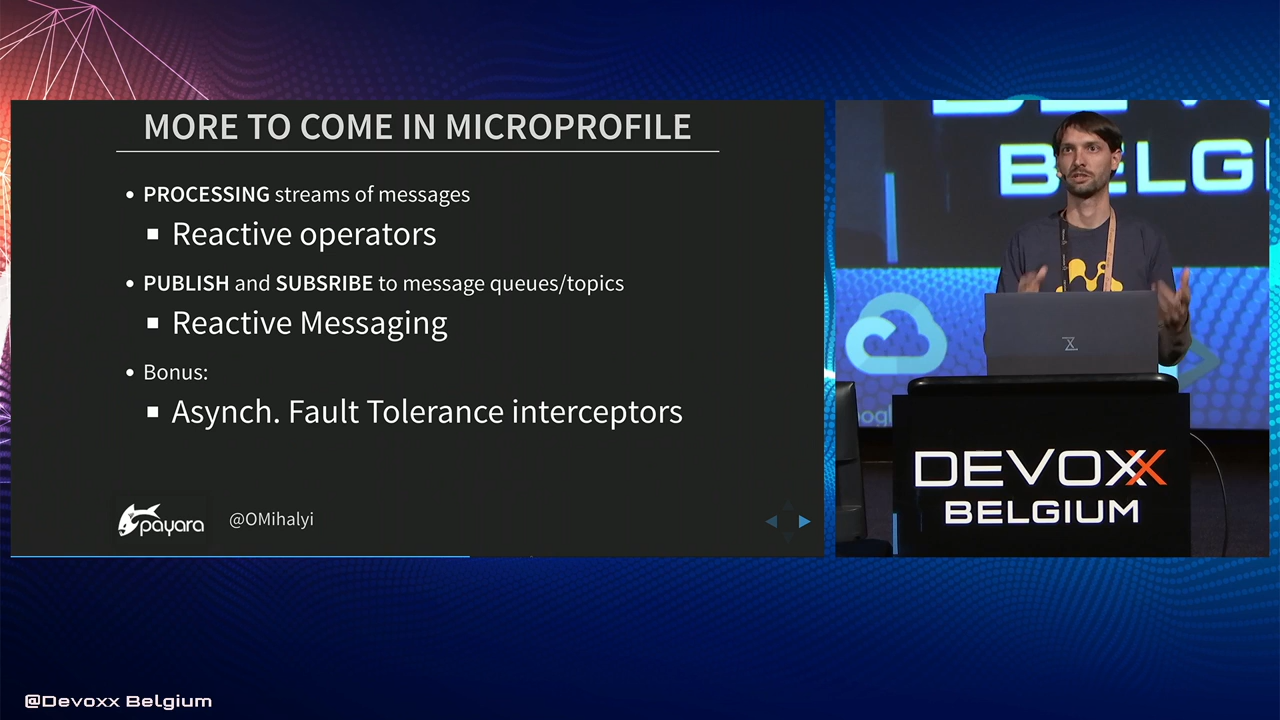 MORE TO COME IN MICROPROFILE
• PROCESSING streams of messages
▪ Reactive operators
• PUBLISH and SUBSRIBE to message queues/topics
▪ Reactive Messaging
• Bonus:
▪ Asynch. Fault Tolerance interceptors
payara @OMihalyi
BELG
DEVOXX
BELGIUM
@Devoxx Belgium